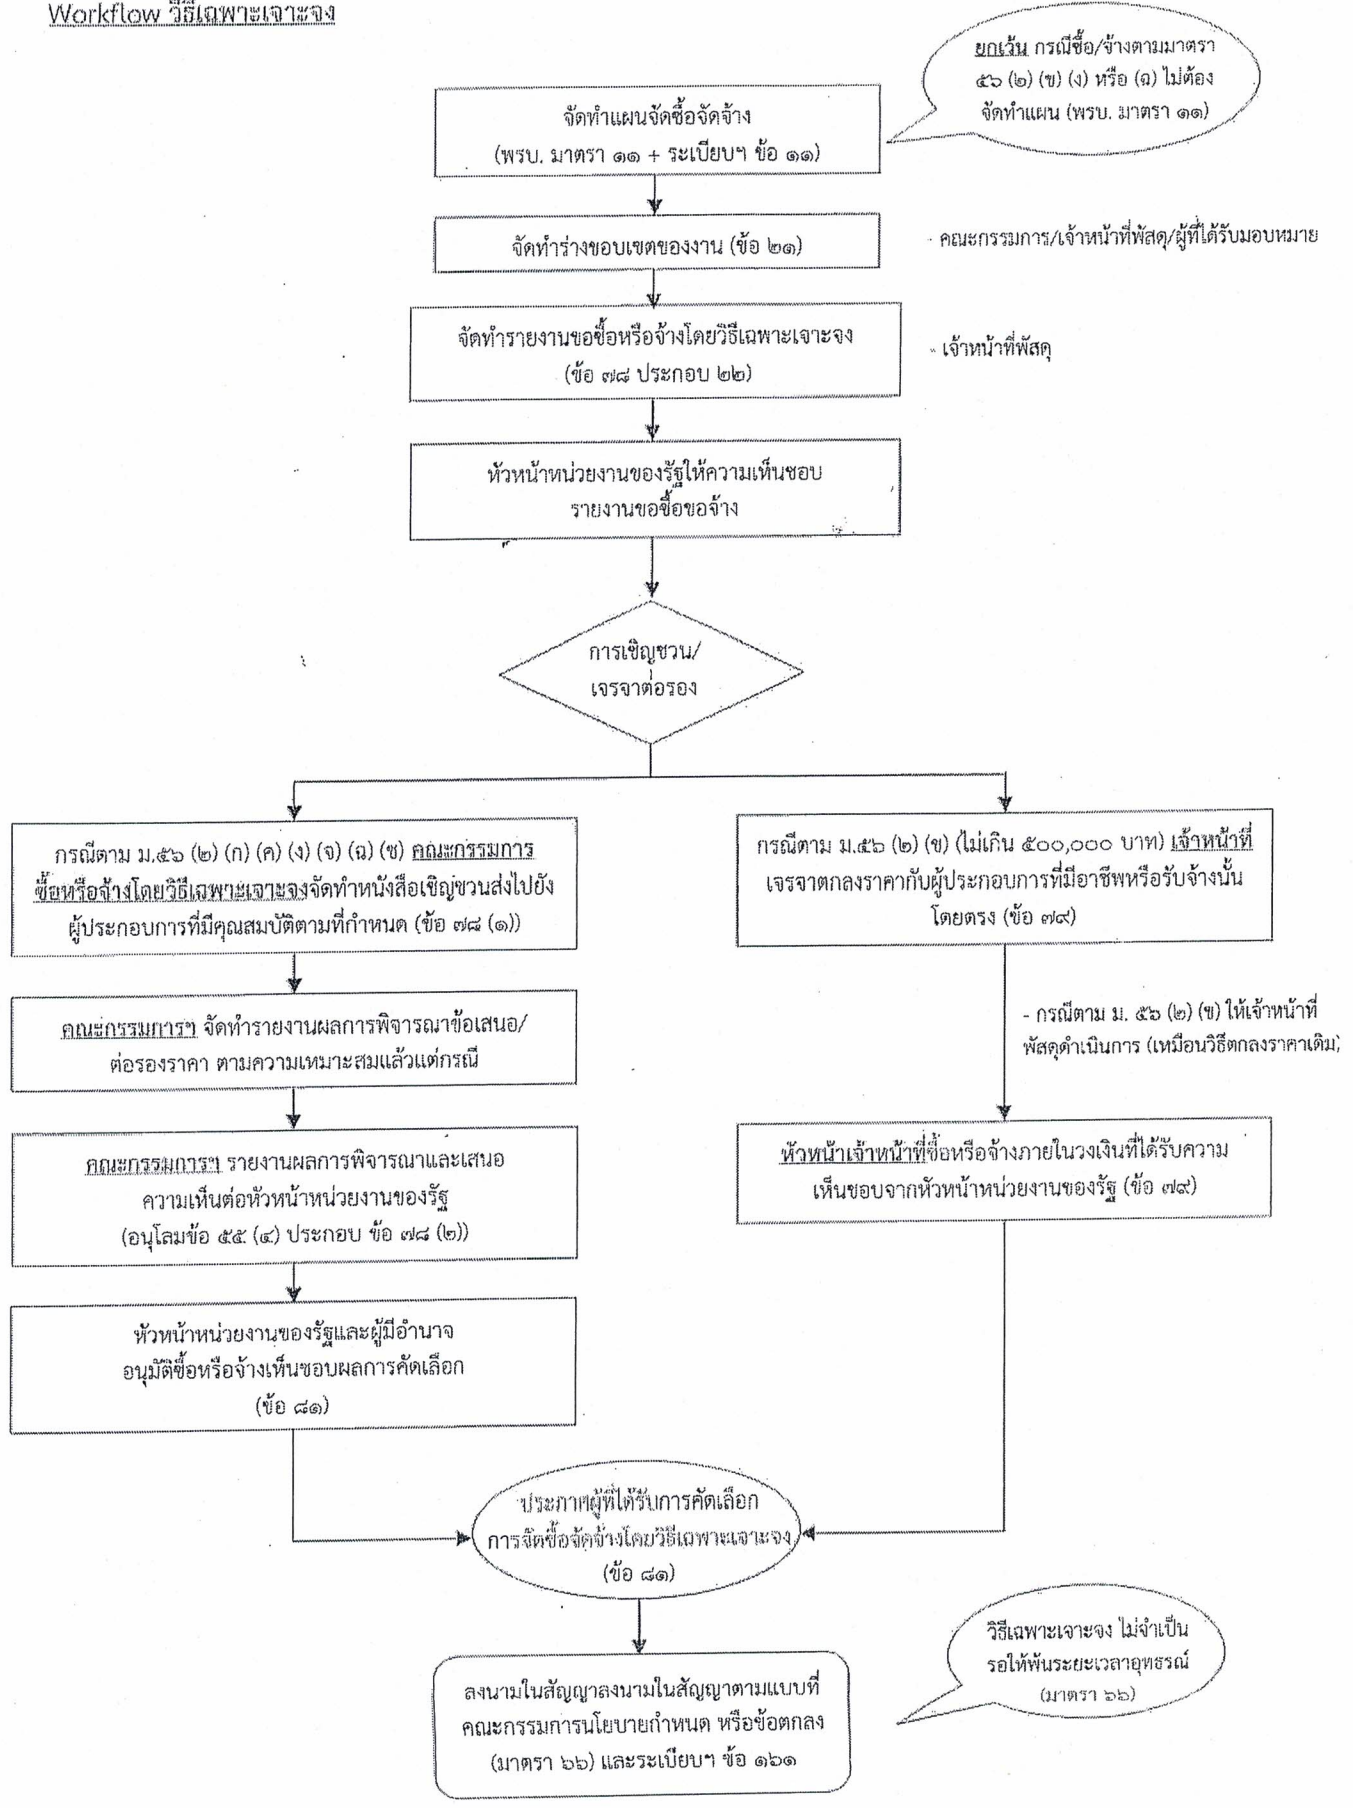 Workflow วิธีเฉพาะเจาะจง
ยกเว้น กรณีซื้อ/จ้างตามมาตรา
๕๖ (๒) (ข) (ง) หรือ (ฉ) ไม่ต้อง
จัดทำแผน (พรบ. มาตรา ๑๑)
จัดทำแผนจัดซื้อจัดจ้าง
(พรบ. มาตรา ๑๑ + ระเบียบฯ ข้อ ๑๑)
จัดทำร่างขอบเขตของงาน (ข้อ ๒๑)
- คณะกรรมการ/เจ้าหน้าที่พัสดุ/ผู้ที่ได้รับมอบหมาย
จัดทำรายงานขอซื้อหรือจ้างโดยวิธีเฉพาะเจาะจง
(ข้อ ๗๘ ประกอบ ๒๒)
- เจ้าหน้าที่พัสดุ
หัวหน้าหน่วยงานของรัฐให้ความเห็นชอบ
รายงานขอซื้อขอจ้าง
การเชิญชวน/
เจรจาต่อรอง
กรณีตาม ม.๕๖ (๒) (ก) (ค) (ง) (จ) (ฉ) (ช) คณะกรรมการ
ซื้อหรือจ้างโดยวิธีเฉพาะเจาะจงจัดทำหนังสือเชิญชวนส่งไปยัง
ผู้ประกอบการที่มีคุณสมบัติตามที่กำหนด (ข้อ ๗๘ (๑))
คณะกรรมการฯ จัดทำรายงานผลการพิจารณาข้อเสนอ/
ต่อรองราคา ตามความเหมาะสมแล้วแต่กรณี
คณะกรรมการฯ รายงานผลการพิจารณาและเสนอ
ความเห็นต่อหัวหน้าหน่วยงานของรัฐ
(อนุโลมข้อ ๕๕ (๔) ประกอบ ข้อ ๗๘ (๒))
หัวหน้าหน่วยงานของรัฐและผู้มีอำนาจ
อนุมัติซื้อหรือจ้างเห็นชอบผลการคัดเลือก
(ข้อ ๘๑)
กรณีตาม ม.๕๖ (๒) (ข) (ไม่เกิน ๕๐๐,๐๐๐ บาท) เจ้าหน้าที่
เจรจาตกลงราคากับผู้ประกอบการที่มีอาชีพหรือรับจ้างนั้น
โดยตรง (ข้อ ๗๙)
- กรณีตาม ม. ๕๖ (๒) (ข) ให้เจ้าหน้าที่
พัสดุดำเนินการ (เหมือนวิธีตกลงราคาเดิม)
หัวหน้าเจ้าหน้าที่ซื้อหรือจ้างภายในวงเงินที่ได้รับความ
เห็นชอบจากหัวหน้าหน่วยงานของรัฐ (ข้อ ๗๙)
ประกาศผู้ที่ได้รับการคัดเลือก
การจัดซื้อจัดจ้างโดยวิธีเฉพาะเจาะจง
(ข้อ ๘๑)
วิธีเฉพาะเจาะจง ไม่จำเป็น
รอให้พ้นระยะเวลาอุทธรณ์
(มาตรา ๖๖)
ลงนามในสัญญาลงนามในสัญญาตามแบบที่
คณะกรรมการนโยบายกำหนด หรือข้อตกลง
(มาตรา ๖๖) และระเบียบฯ ข้อ ๑๖๑